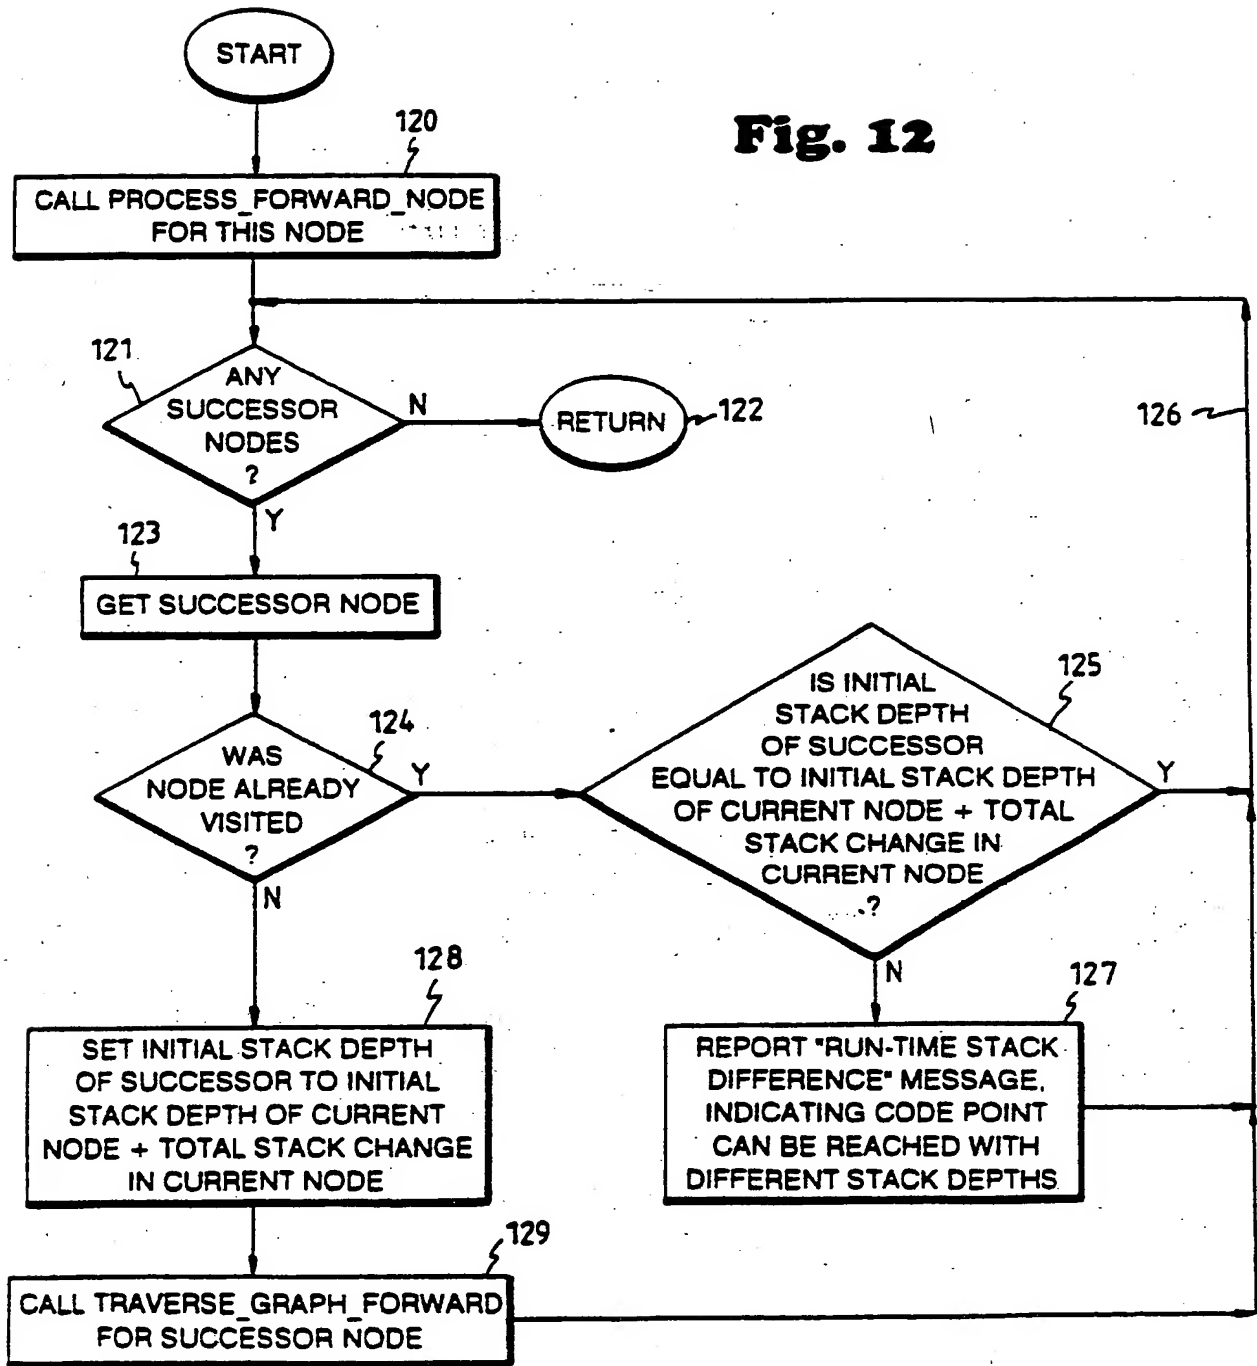 START
Fig. 12
120
CALL PROCESS_FORWARD_NODE
FOR THIS NODE
121
ANY
SUCCESSOR
NODES
?
N
RETURN
122
126
Y
123
GET SUCCESSOR NODE
124
WAS
NODE ALREADY
VISITED
?
Y
125
IS INITIAL
STACK DEPTH
OF SUCCESSOR
EQUAL TO INITIAL STACK DEPTH
OF CURRENT NODE + TOTAL
STACK CHANGE IN
CURRENT NODE
?
Y
N
N
128
SET INITIAL STACK DEPTH
OF SUCCESSOR TO INITIAL
STACK DEPTH OF CURRENT
NODE + TOTAL STACK CHANGE
IN CURRENT NODE
127
REPORT "RUN-TIME STACK
DIFFERENCE" MESSAGE,
INDICATING CODE POINT
CAN BE REACHED WITH
DIFFERENT STACK DEPTHS
129
CALL TRAVERSE_GRAPH_FORWARD
FOR SUCCESSOR NODE